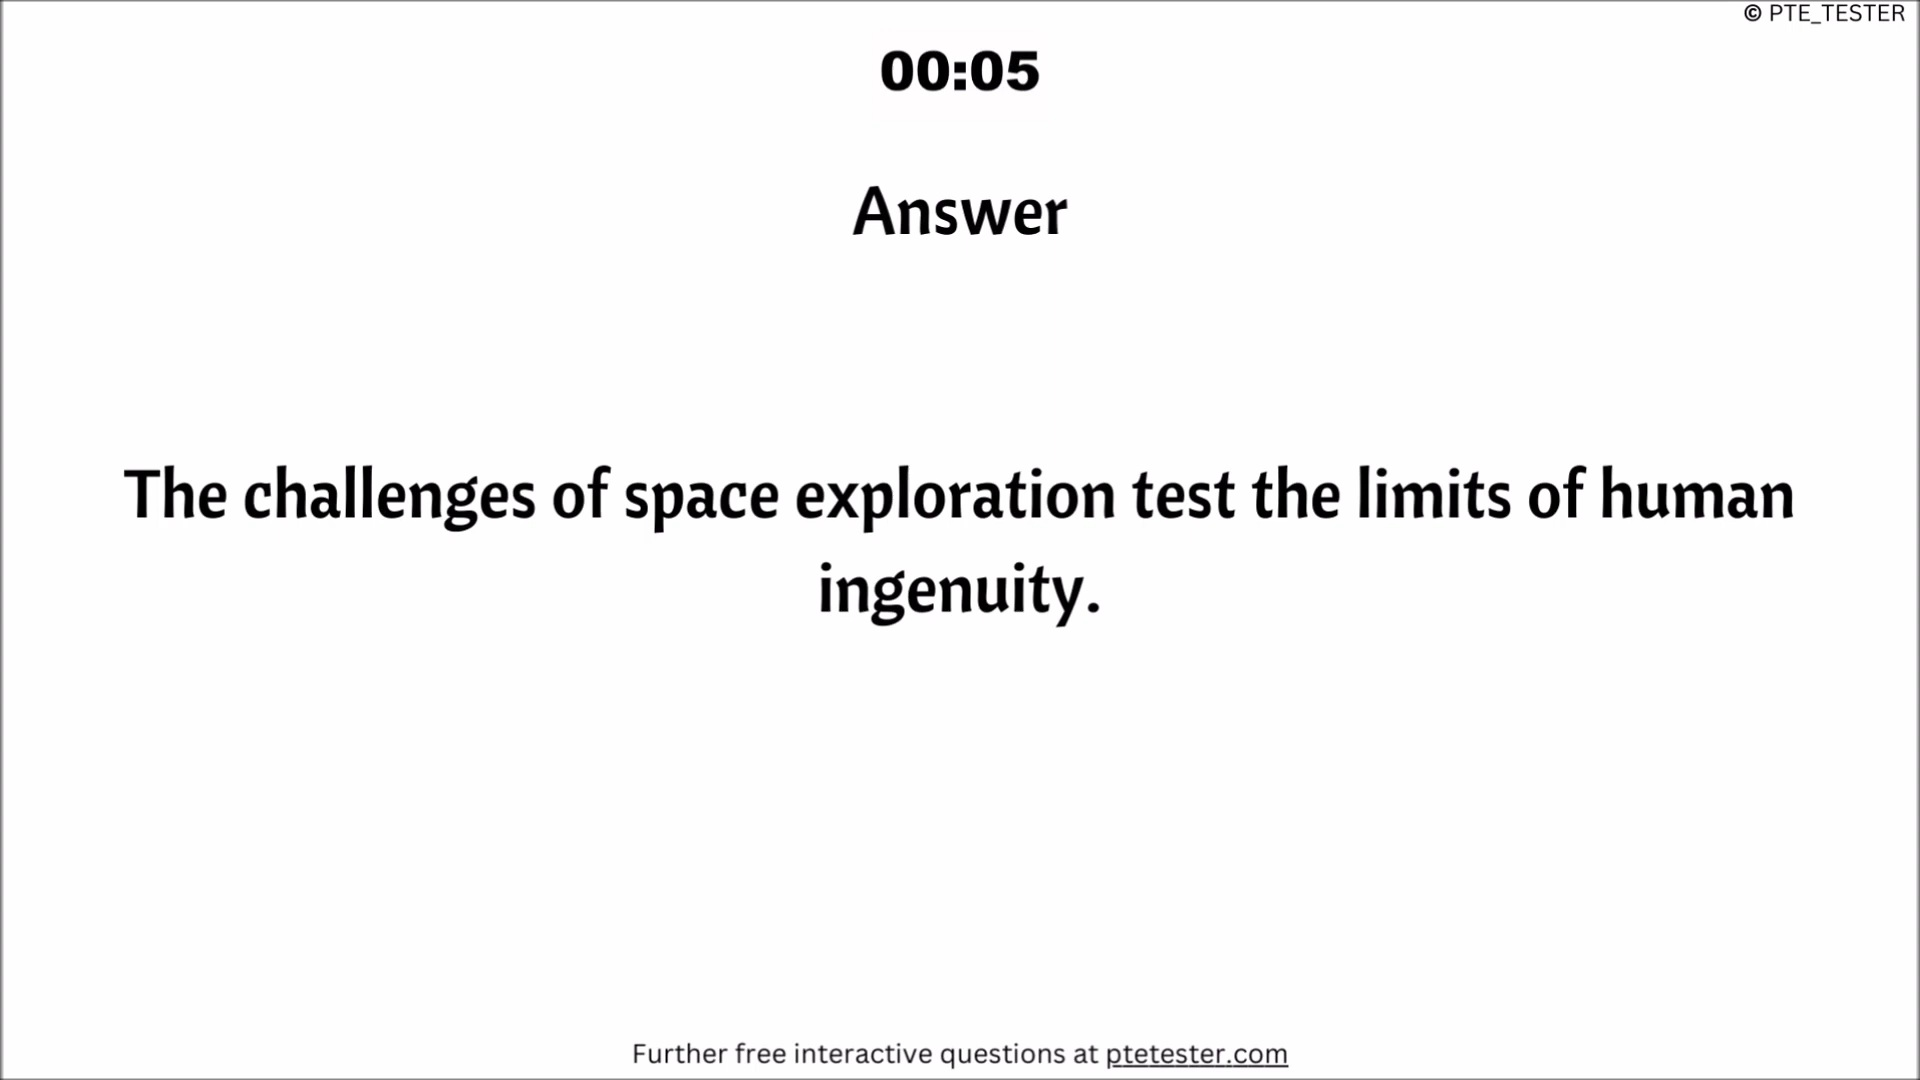 © PTE_TESTER
00:05
Answer
The challenges of space exploration test the limits of human
ingenuity.
Further free interactive questions at ptetester.com